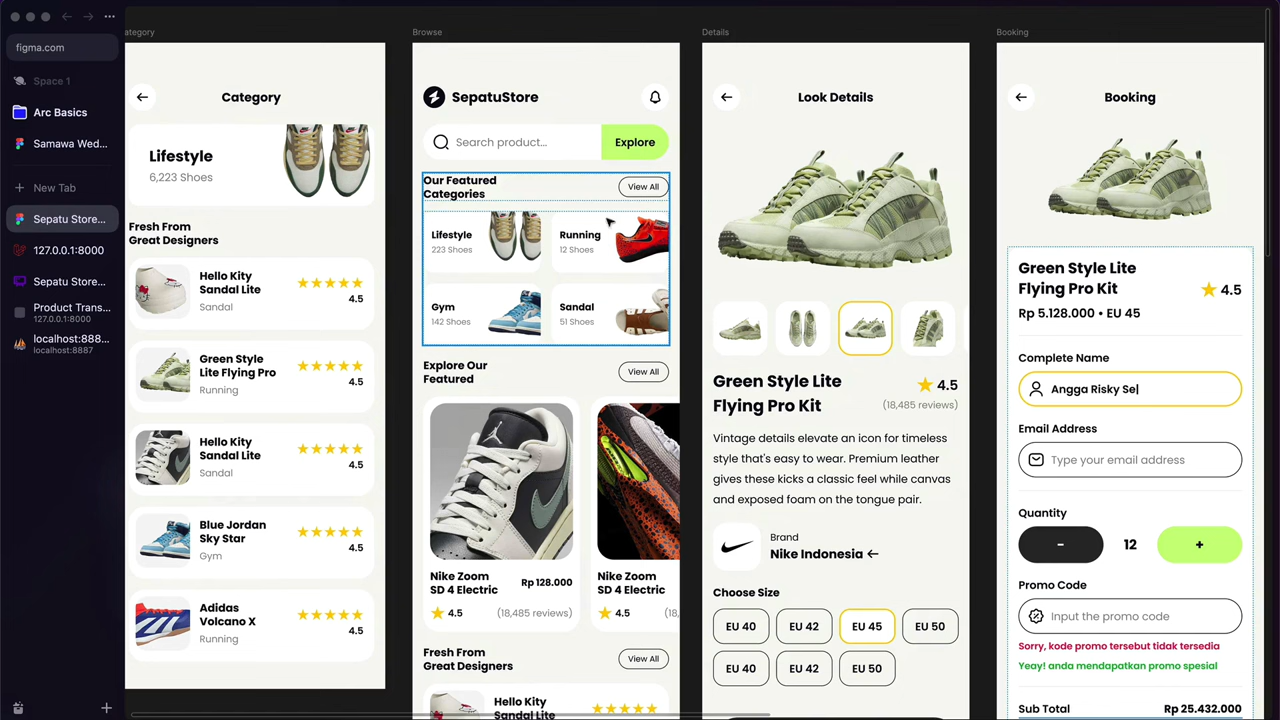 figma.com
Space 1
Arc Basics
Samawa Wed...
New Tab
Sepatu Store...
127.0.0.1:8000
Sepatu Store...
Product Trans...
127.0.0.1:8000
localhost:888...
localhost:8887
ategory
Category
Lifestyle
6,223 Shoes
Fresh From
Great Designers
Hello Kity
Sandal Lite
Sandal
4.5
Green Style
Lite Flying Pro
Running
4.5
Hello Kity
Sandal Lite
Sandal
4.5
Blue Jordan
Sky Star
Gym
4.5
Adidas
Volcano X
Running
4.5
Browse
SepatuStore
Search product...
Explore
Our Featured
Categories
View All
Lifestyle
223 Shoes
Running
12 Shoes
Gym
142 Shoes
Sandal
51 Shoes
Explore Our
Featured
View All
Nike Zoom
SD 4 Electric
Rp 128.000
4.5
(18,485 reviews)
Nike Zoom
SD 4 Electric
4.5
(18,
Fresh From
Great Designers
View All
Hello Kity
Sandal Lite
Details
Look Details
Green Style Lite
Flying Pro Kit
4.5
(18,485 reviews)
Vintage details elevate an icon for timeless
style that's easy to wear. Premium leather
gives these kicks a classic feel while canvas
and exposed foam on the tongue pair.
Brand
Nike Indonesia
Choose Size
EU 40
EU 42
EU 45
EU 50
EU 40
EU 42
EU 50
Booking
Booking
Green Style Lite
Flying Pro Kit
4.5
Rp 5.128.000 • EU 45
Complete Name
Angga Risky Se|
Email Address
Type your email address
Quantity
-
12
+
Promo Code
Input the promo code
Sorry, kode promo tersebut tidak tersedia
Yeay! anda mendapatkan promo spesial
Sub Total
Rp 25.432.000